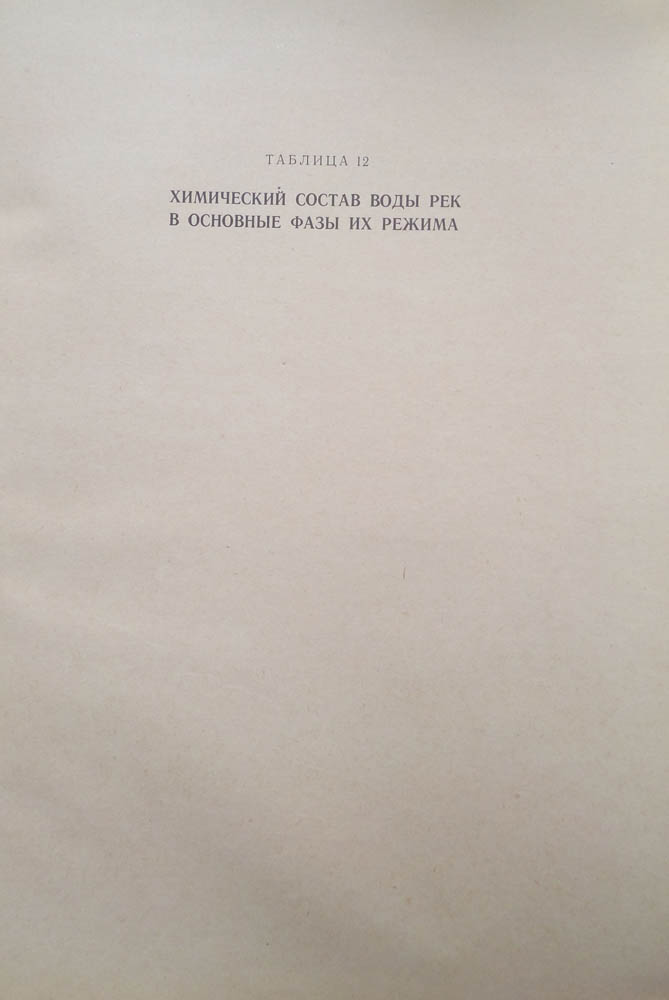 ТАБЛИЦА 12
ХИМИЧЕСКИЙ СОСТАВ ВОДЫ РЕК
В ОСНОВНЫЕ ФАЗЫ ИХ РЕЖИМА